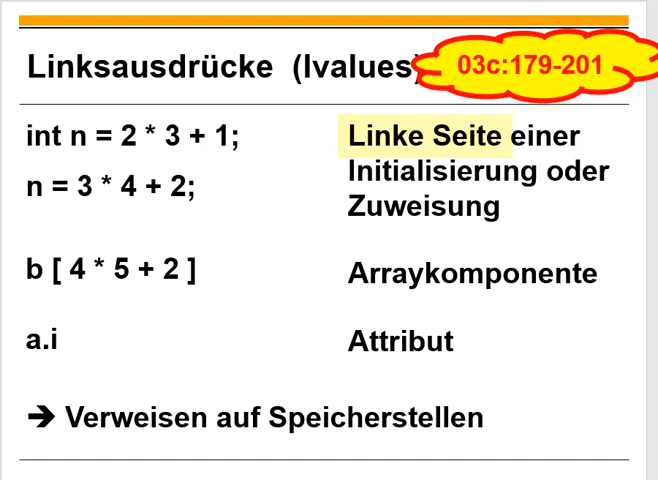 Linksausdrücke (lvalues)
03c:179-201
int n = 2 * 3 + 1;
n = 3 * 4 + 2;
Linke Seite einer
Initialisierung oder
Zuweisung
b [ 4 * 5 + 2 ]
Arraykomponente
a.i
Attribut
➔ Verweisen auf Speicherstellen